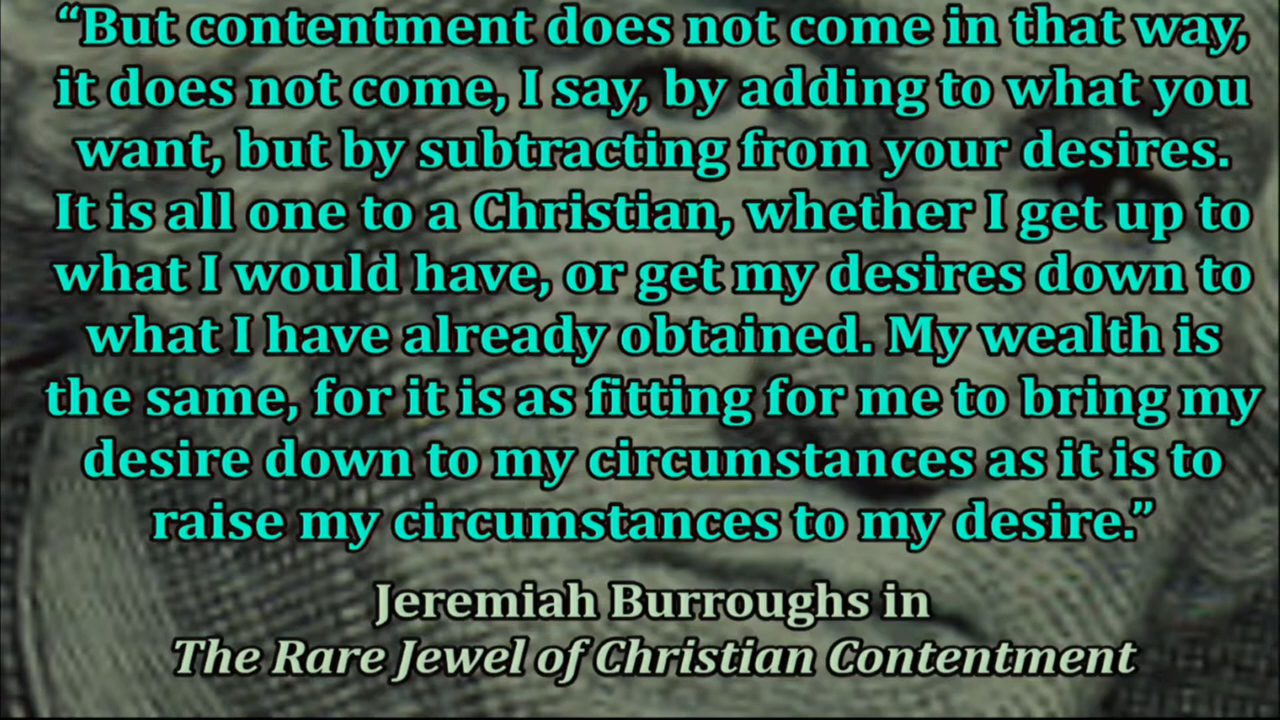 “But contentment does not come in that way,
it does not come, I say, by adding to what you
want, but by subtracting from your desires.
It is all one to a Christian, whether I get up to
what I would have, or get my desires down to
what I have already obtained. My wealth is
the same, for it is as fitting for me to bring my
desire down to my circumstances as it is to
raise my circumstances to my desire.”
Jeremiah Burroughs in
The Rare Jewel of Christian Contentment